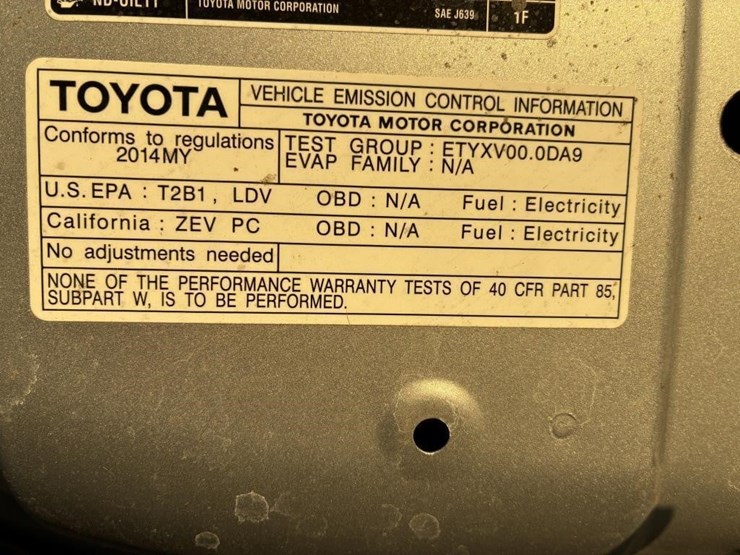 ND-OIL11 TOYOTA MOTOR CORPORATION SAE J639 1F
TOYOTA
VEHICLE EMISSION CONTROL INFORMATION
TOYOTA MOTOR CORPORATION
Conforms to regulations
2014MY
TEST GROUP : ETYXV00.0DA9
EVAP FAMILY : N/A
U.S. EPA : T2B1, LDV OBD : N/A Fuel : Electricity
California : ZEV PC OBD : N/A Fuel : Electricity
No adjustments needed
NONE OF THE PERFORMANCE WARRANTY TESTS OF 40 CFR PART 85,
SUBPART W, IS TO BE PERFORMED.